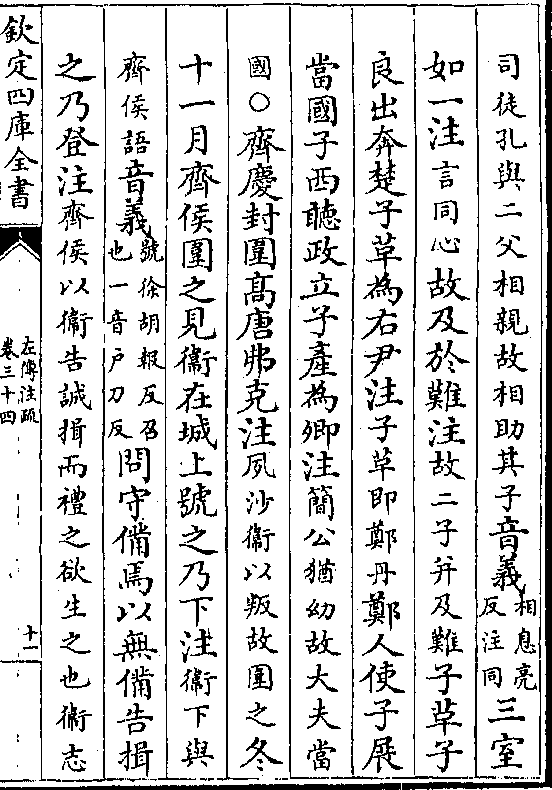 司徒孔與二父相親故相助其子音義相息亮反注同三室
如一注言同心故及於難注故二子并及難子草子
良出奔楚子草為右尹注子草即鄭丹鄭人使子展
當國子西聽政立子產為卿注簡公猶幼故大夫當
國○齊慶封圍高唐弗克注夙沙衛以叛故圍之冬
十一月齊侯圍之見衛在城上號之乃下注衛下與
齊侯語音義號徐胡報反召也一音戶刀反問守備焉以無備告揖
之乃登注齊侯以衛告誠揖而禮之欲生之也衛志
欽定四庫全書
左傳注疏
卷三十四
十一